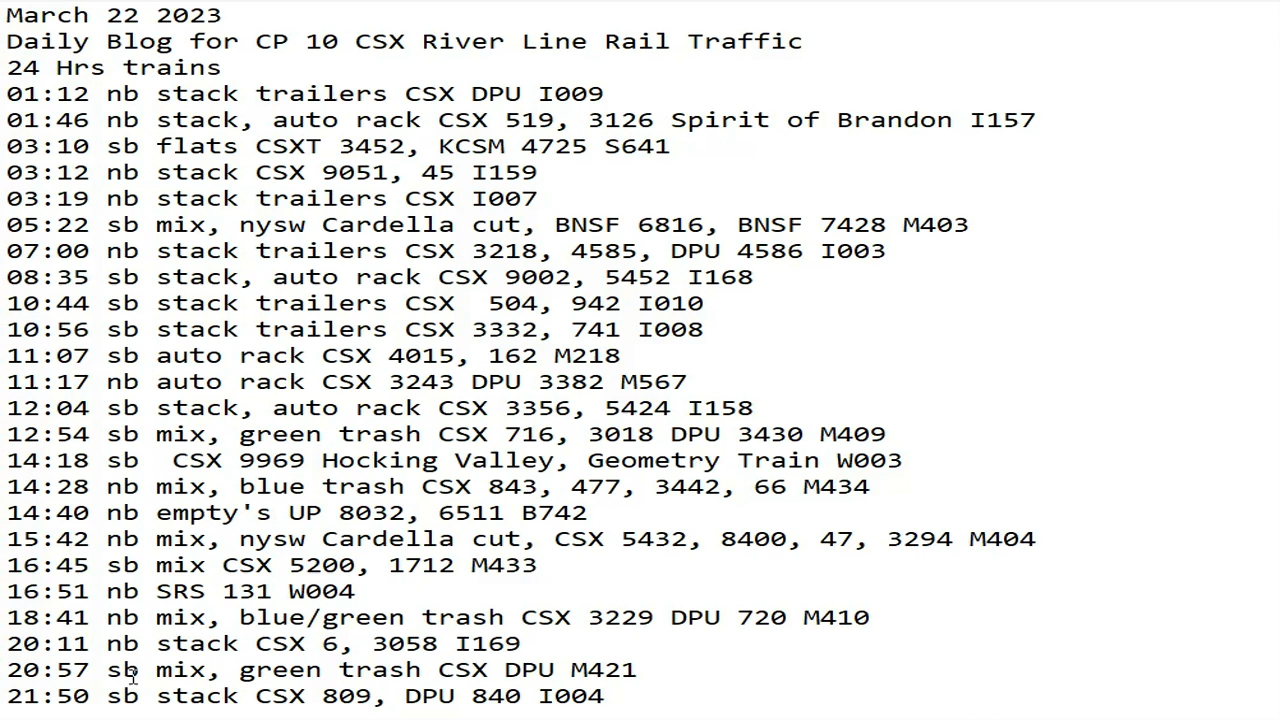 March 22 2023
Daily Blog for CP 10 CSX River Line Rail Traffic
24 Hrs trains
01:12 nb stack trailers CSX DPU I009
01:46 nb stack, auto rack CSX 519, 3126 Spirit of Brandon I157
03:10 sb flats CSXT 3452, KCSM 4725 S641
03:12 nb stack CSX 9051, 45 I159
03:19 nb stack trailers CSX I007
05:22 sb mix, nysw Cardella cut, BNSF 6816, BNSF 7428 M403
07:00 nb stack trailers CSX 3218, 4585, DPU 4586 I003
08:35 sb stack, auto rack CSX 9002, 5452 I168
10:44 sb stack trailers CSX  504, 942 I010
10:56 sb stack trailers CSX 3332, 741 I008
11:07 sb auto rack CSX 4015, 162 M218
11:17 nb auto rack CSX 3243 DPU 3382 M567
12:04 sb stack, auto rack CSX 3356, 5424 I158
12:54 sb mix, green trash CSX 716, 3018 DPU 3430 M409
14:18 sb  CSX 9969 Hocking Valley, Geometry Train W003
14:28 nb mix, blue trash CSX 843, 477, 3442, 66 M434
14:40 nb empty's UP 8032, 6511 B742
15:42 nb mix, nysw Cardella cut, CSX 5432, 8400, 47, 3294 M404
16:45 sb mix CSX 5200, 1712 M433
16:51 nb SRS 131 W004
18:41 nb mix, blue/green trash CSX 3229 DPU 720 M410
20:11 nb stack CSX 6, 3058 I169
20:57 sb mix, green trash CSX DPU M421
21:50 sb stack CSX 809, DPU 840 I004